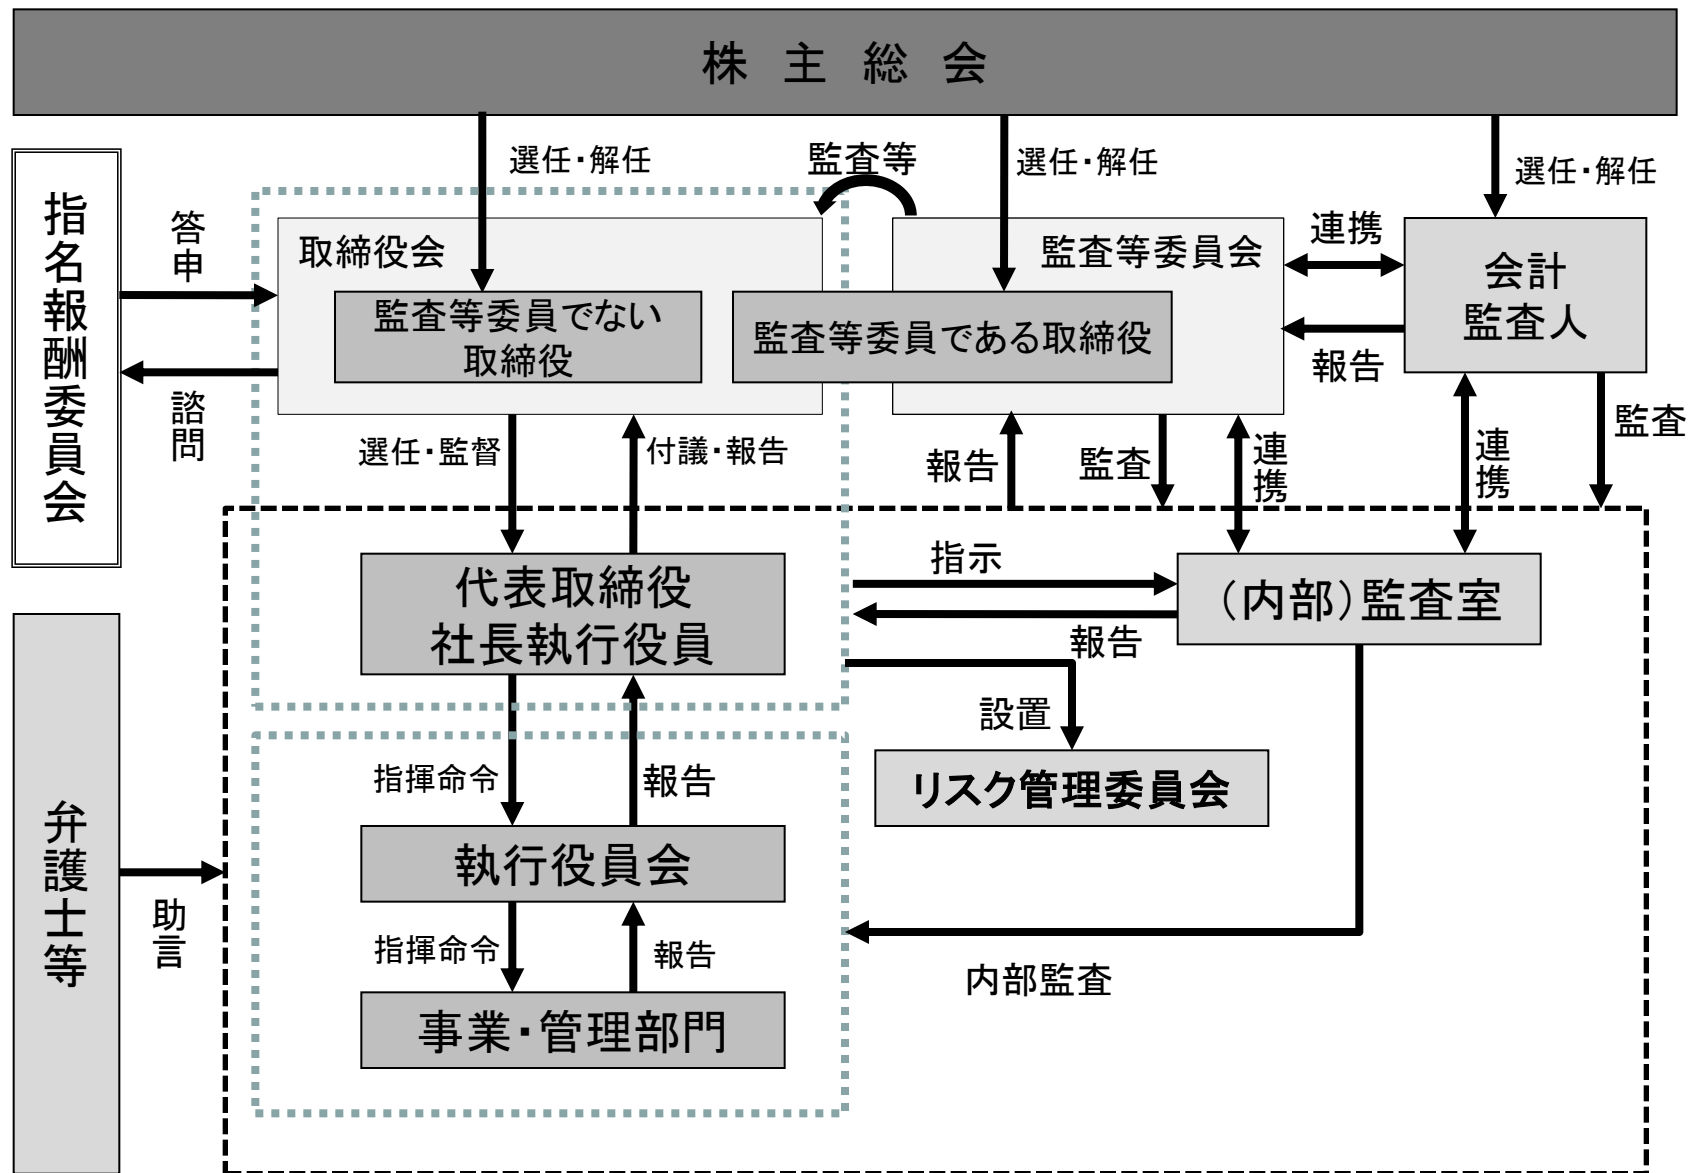 株 主 総 会
選任・解任
監査等
選任・解任
選任・解任
指名報酬委員会
答申
諮問
取締役会
監査等委員でない
取締役
監査等委員会
監査等委員である取締役
連携
報告
会計
監査人
選任・監督
付議・報告
報告
監査
連携
連携
監査
代表取締役
社長執行役員
指示
報告
(内部)監査室
設置
リスク管理委員会
指揮命令
報告
執行役員会
弁護士等
助言
指揮命令
報告
内部監査
事業・管理部門